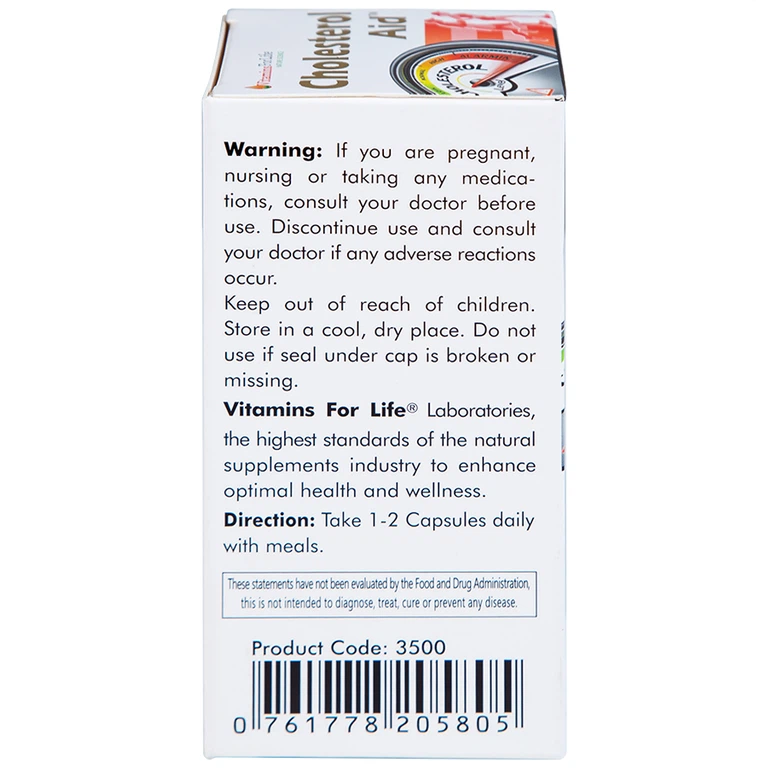 Cholesterol
Aid™
CHOLESTEROL
Warning: If you are pregnant,
nursing or taking any medica-
tions, consult your doctor before
use. Discontinue use and consult
your doctor if any adverse reactions
occur.
Keep out of reach of children.
Store in a cool, dry place. Do not
use if seal under cap is broken or
missing.
Vitamins For Life® Laboratories,
the highest standards of the natural
supplements industry to enhance
optimal health and wellness.
Direction: Take 1-2 Capsules daily
with meals.
These statements have not been evaluated by the Food and Drug Administration,
this is not intended to diagnose, treat, cure or prevent any disease.
Product Code: 3500
0 761778 205805